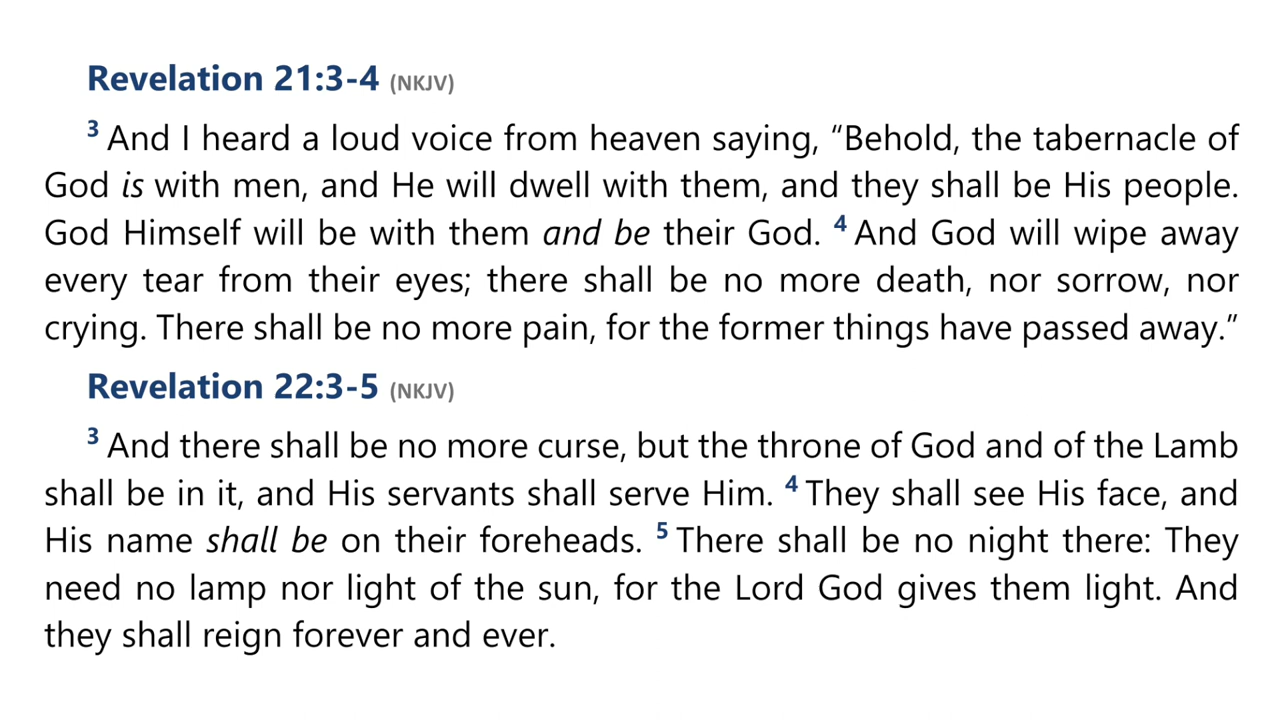 Revelation 21:3-4 (NKJV)
3 And I heard a loud voice from heaven saying, “Behold, the tabernacle of
God is with men, and He will dwell with them, and they shall be His people.
God Himself will be with them and be their God. 4 And God will wipe away
every tear from their eyes; there shall be no more death, nor sorrow, nor
crying. There shall be no more pain, for the former things have passed away.”
Revelation 22:3-5 (NKJV)
3 And there shall be no more curse, but the throne of God and of the Lamb
shall be in it, and His servants shall serve Him. 4 They shall see His face, and
His name shall be on their foreheads. 5 There shall be no night there: They
need no lamp nor light of the sun, for the Lord God gives them light. And
they shall reign forever and ever.